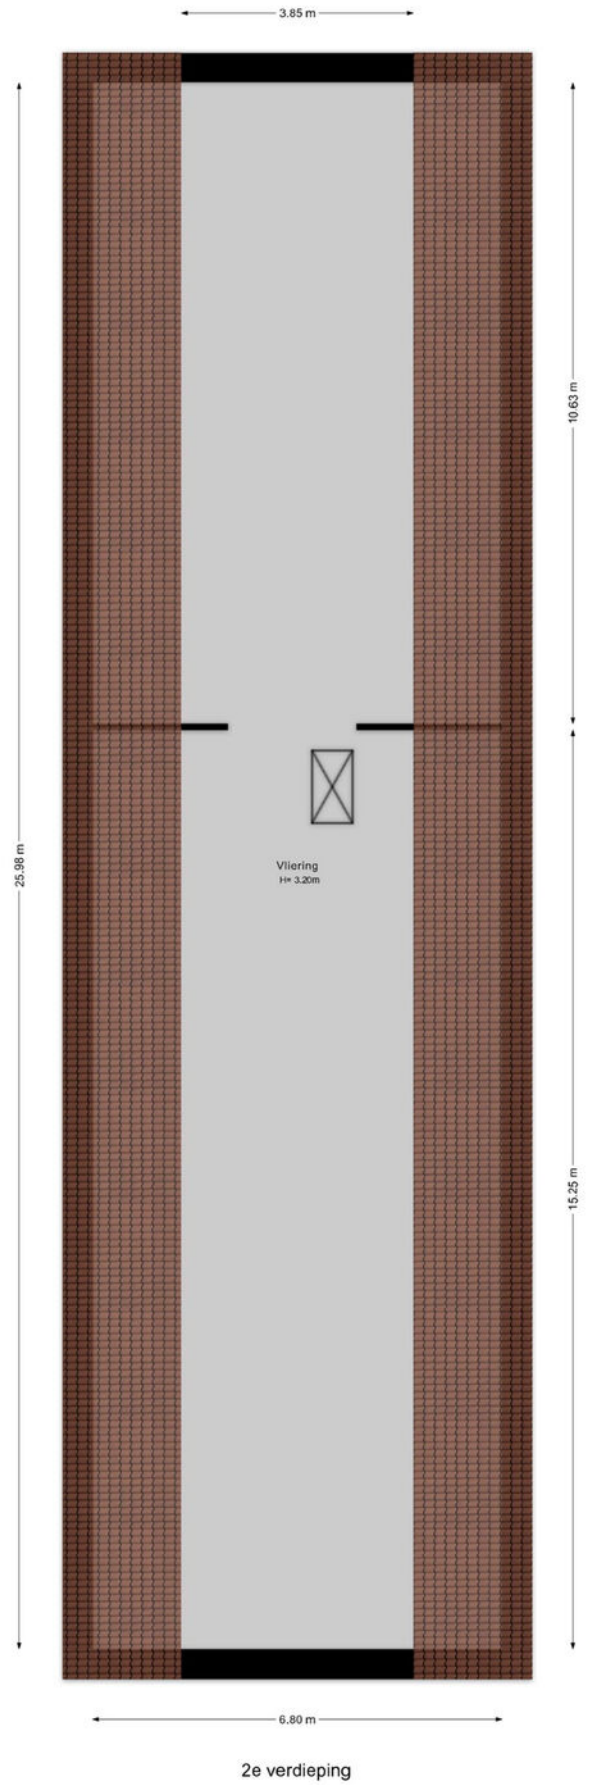 3.85 m
10.63 m
25.98 m
Vliering
H= 3.20m
15.25 m
6.80 m
2e verdieping